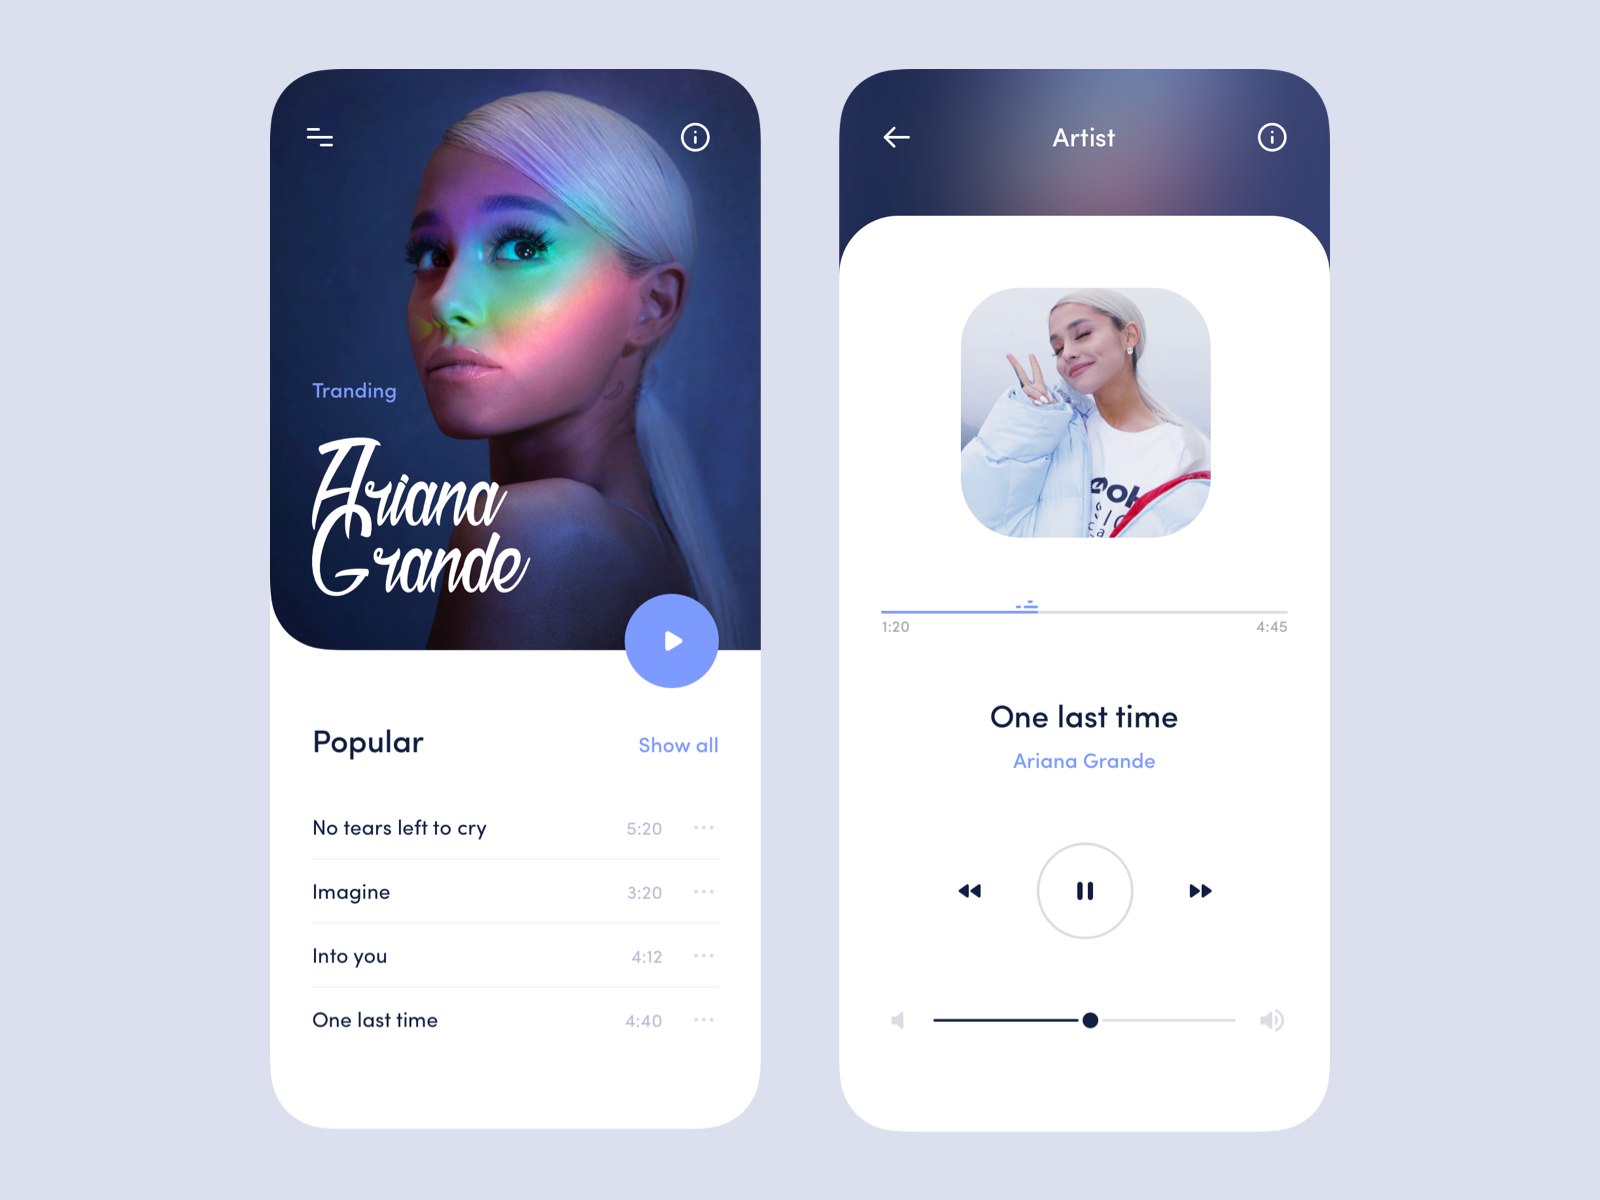 Tranding
Ariana
Grande
Popular
Show all
No tears left to cry
5:20
Imagine
3:20
Into you
4:12
One last time
4:40
Artist
1:20
4:45
One last time
Ariana Grande